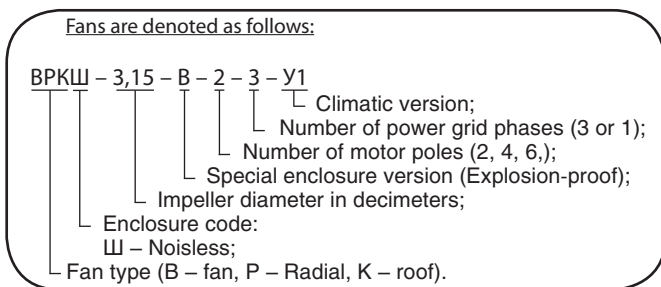 Fans are denoted as follows:
ВРКШ – 3,15 – В – 2 – 3 – У1
Climatic version;
Number of power grid phases (3 or 1);
Number of motor poles (2, 4, 6,);
Special enclosure version (Explosion-proof);
Impeller diameter in decimeters;
Enclosure code:
Ш – Noisless;
Fan type (В – fan, Р – Radial, К – roof).